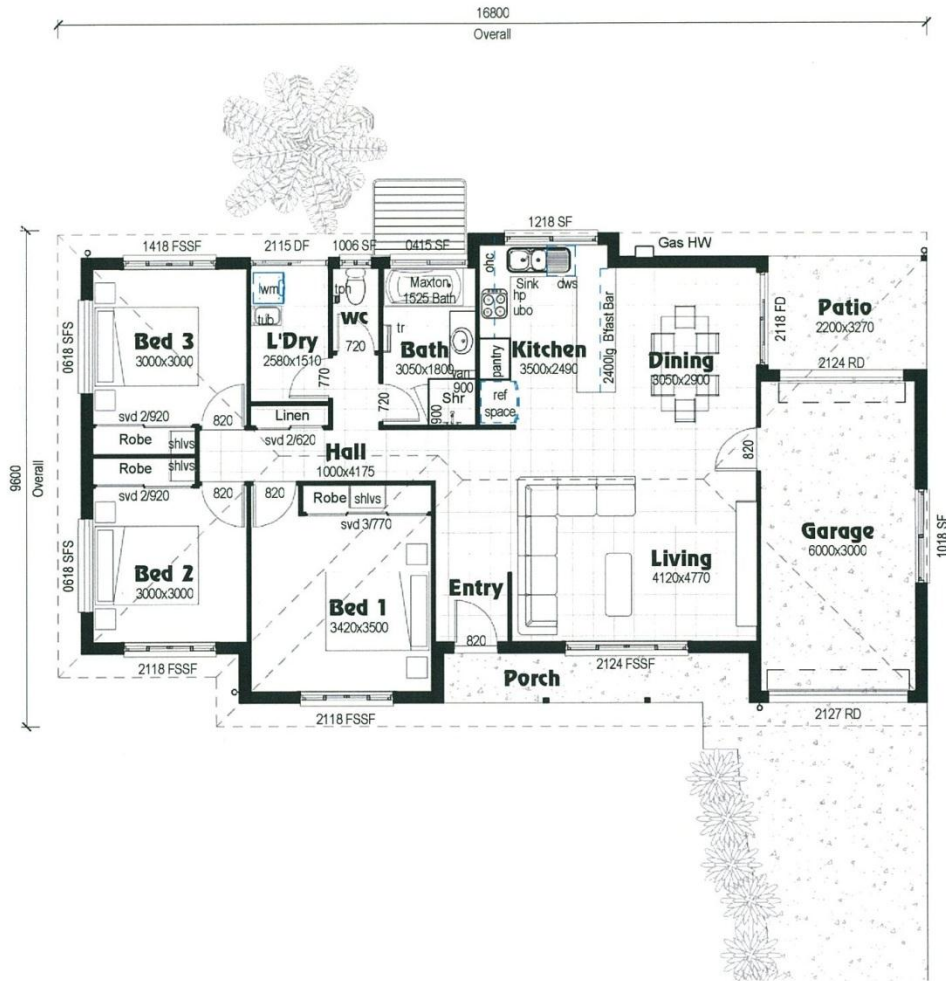 16800
Overall
9600
Overall
1418 FSSF
2115 DF
1006 SF
0415 SF
1218 SF
Gas HW
0618 SFS
Bed 3
3000x3000
svd 2/920
820
Robe
shlvs
Robe
shlvs
svd 2/920
820
0618 SFS
Bed 2
3000x3000
2118 FSSF
lwm
tub
L'Dry
2580x1510
770
Linen
svd 2/620
tph
WC
720
Maxton
1525 Bath
tr
Bath
3050x1800
van
900
Shr
900
720
ohc
Sink
dws
hp
ubo
pantry
Kitchen
3500x2490
ref
space
2400lg B'fast Bar
Dining
3050x2900
2118 FD
Patio
2200x3270
2124 RD
820
Hall
1000x4175
820
Robe
shlvs
svd 3/770
Bed 1
3420x3500
2118 FSSF
Entry
820
Living
4120x4770
2124 FSSF
Porch
Garage
6000x3000
1018 SF
2127 RD